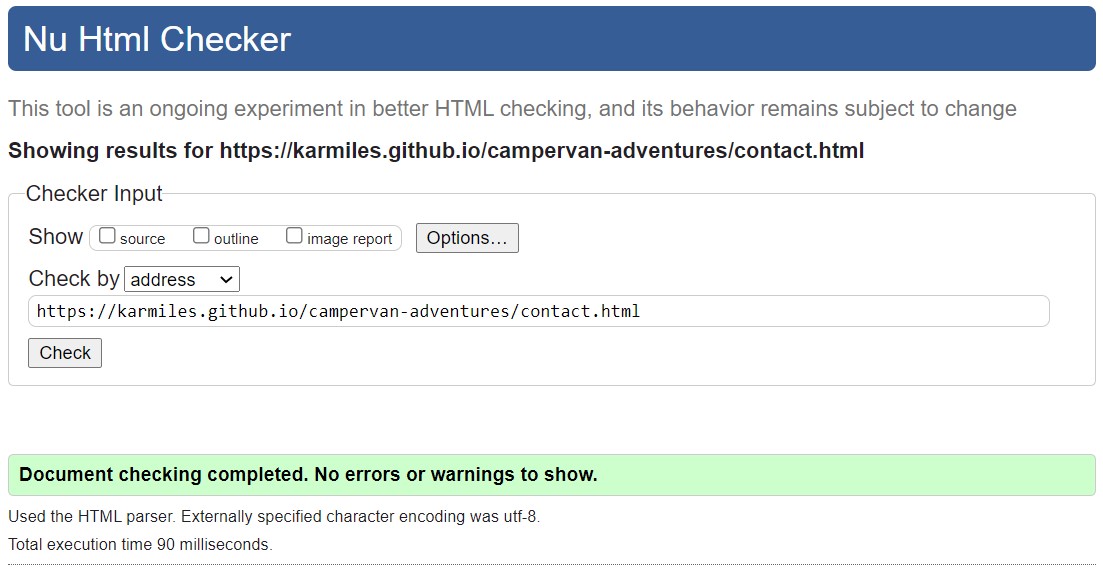 Nu Html Checker
This tool is an ongoing experiment in better HTML checking, and its behavior remains subject to change
Showing results for https://karmiles.github.io/campervan-adventures/contact.html
Checker Input
Show source outline image report Options...
Check by address
https://karmiles.github.io/campervan-adventures/contact.html
Check
Document checking completed. No errors or warnings to show.
Used the HTML parser. Externally specified character encoding was utf-8.
Total execution time 90 milliseconds.